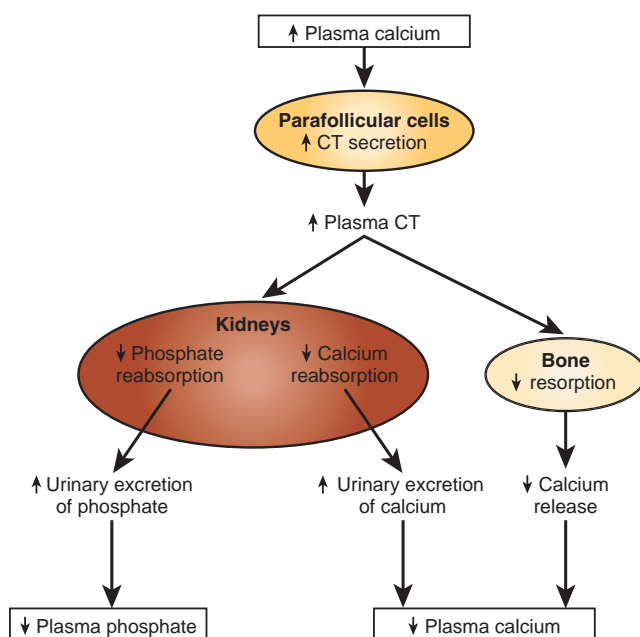 ↑ Plasma calcium
Parafollicular cells
↑ CT secretion
↑ Plasma CT
Kidneys
↓ Phosphate
reabsorption
↓ Calcium
reabsorption
Bone
↓ resorption
↑ Urinary excretion
of phosphate
↑ Urinary excretion
of calcium
↓ Calcium
release
↓ Plasma phosphate
↓ Plasma calcium